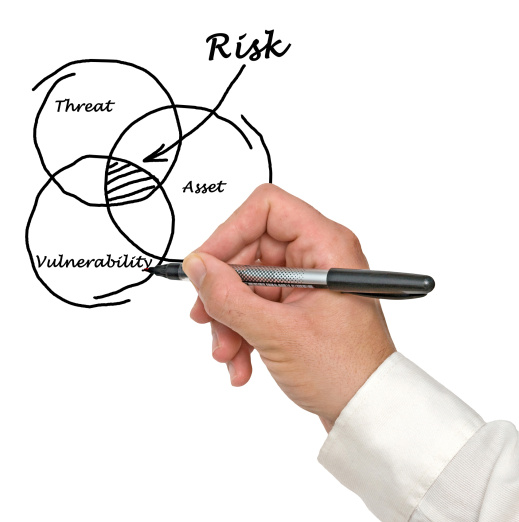 Risk
Threat
Asset
Vulnerability